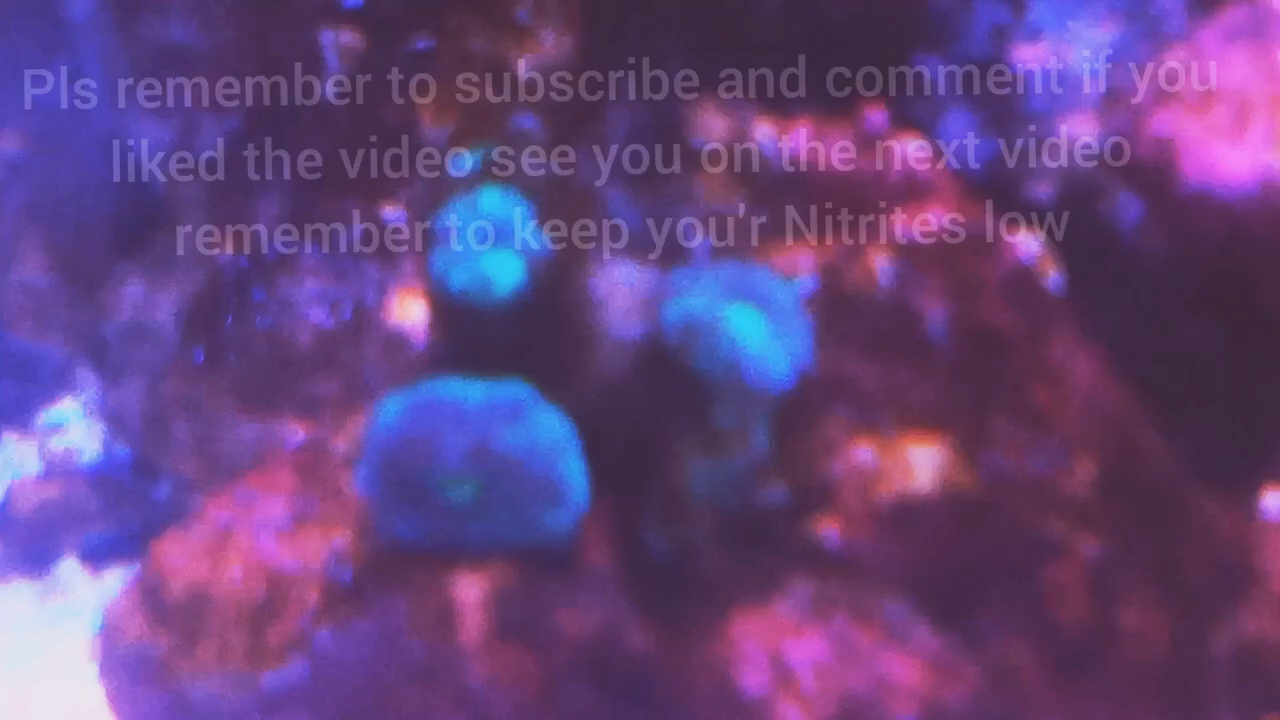 Pls remember to subscribe and comment if you
liked the video see you on the next video
remember to keep you'r Nitrites low